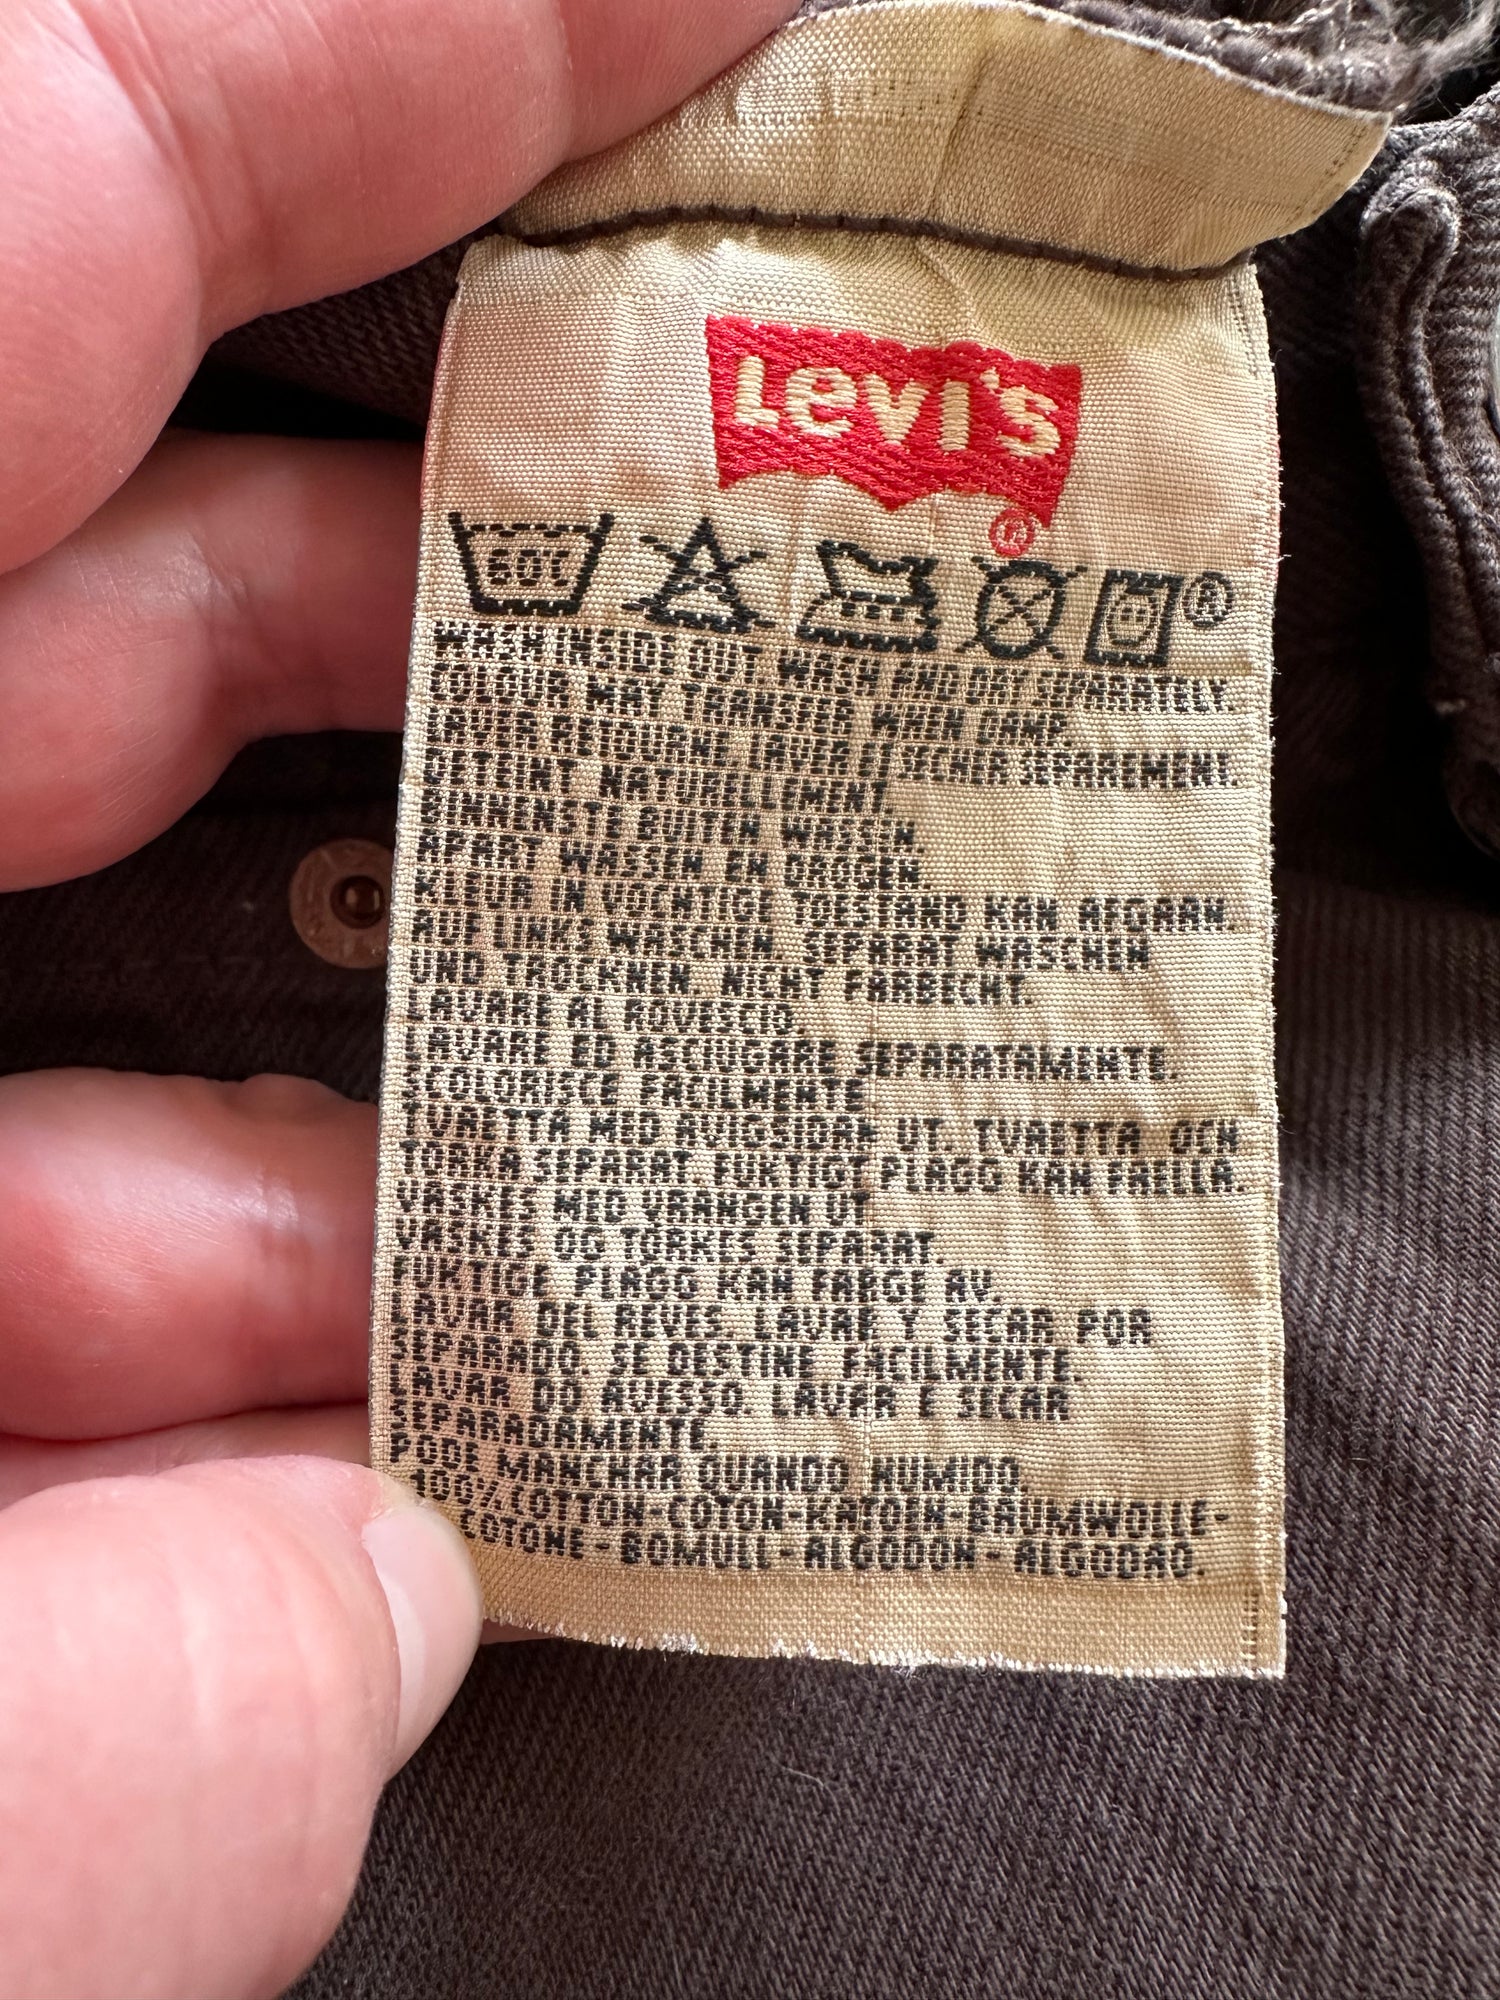 Levi's
60°C ®
WASH INSIDE OUT. WASH AND DRY SEPARATELY.
COLOUR MAY TRANSFER WHEN DAMP.
LAVER RETOURNE. LAVER ET SECHER SEPAREMENT.
DETEINT NATURELLEMENT.
BINNENSTE BUITEN WASSEN
APART WASSEN EN DROGEN.
KLEUR IN VOCHTIGE TOESTAND KAN AFGAAN.
AUF LINKS WASCHEN. SEPARAT WASCHEN
UND TROCKNEN. NICHT FARBECHT.
LAVARE AL ROVESCIO.
LAVARE ED ASCIUGARE SEPARATAMENTE.
SCOLORISCE FACILMENTE.
TVAETTA MED AVIGSIDAN UT. TVAETTA OCH
TORKA SEPARAT. FUKTIGT PLAGG KAN FAELLA.
VASKES MED VRANGEN UT
VASKES OG TORKES SEPARAT.
FUKTIGE PLAGG KAN FARGE AV.
LAVAR DEL REVES. LAVAR Y SECAR POR
SEPARADO. SE DESTINE FACILMENTE.
LAVAR DO AVESSO. LAVAR E SECAR
SEPARADAMENTE.
PODE MANCHAR QUANDO HUMIDO
100% COTTON-COTON-KATOEN-BAUMWOLLE-
COTONE-BOMULL-ALGODON-ALGODAO.